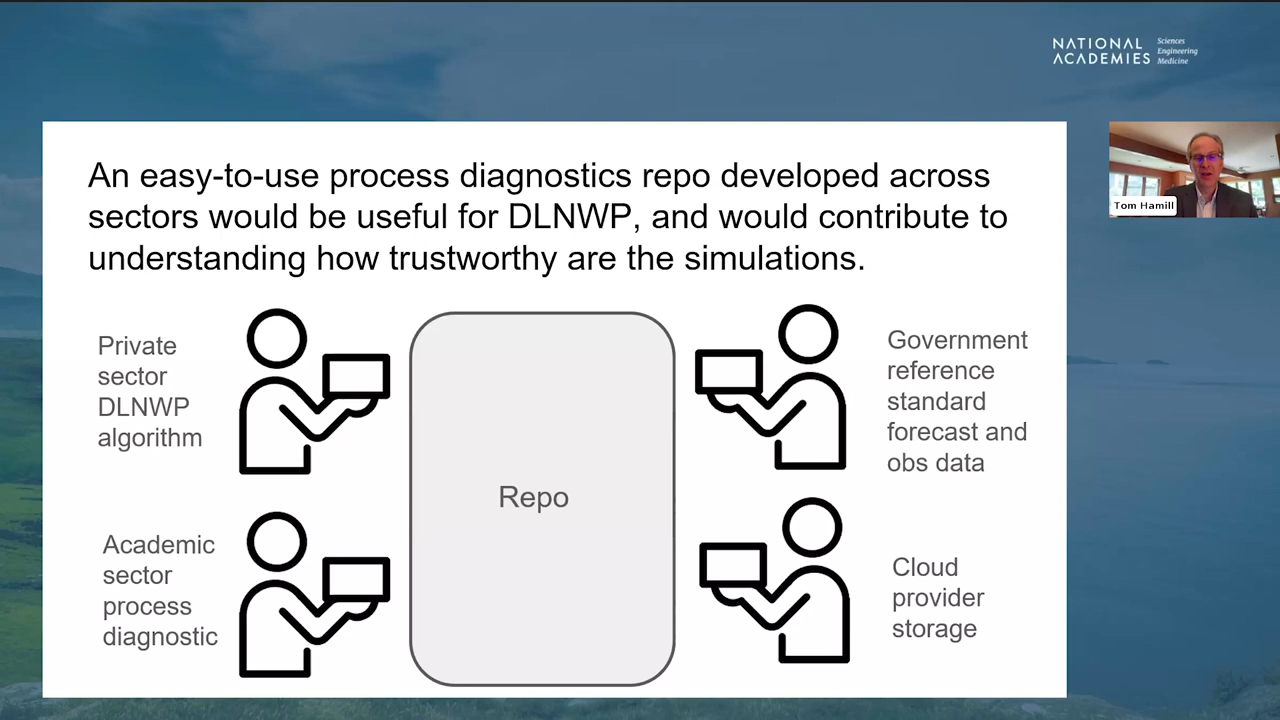 NATIONAL
ACADEMIES
Sciences
Engineering
Medicine
An easy-to-use process diagnostics repo developed across
sectors would be useful for DLNWP, and would contribute to
understanding how trustworthy are the simulations.
Tom Hamill
Private
sector
DLNWP
algorithm
Government
reference
standard
forecast and
obs data
Repo
Academic
sector
process
diagnostic
Cloud
provider
storage